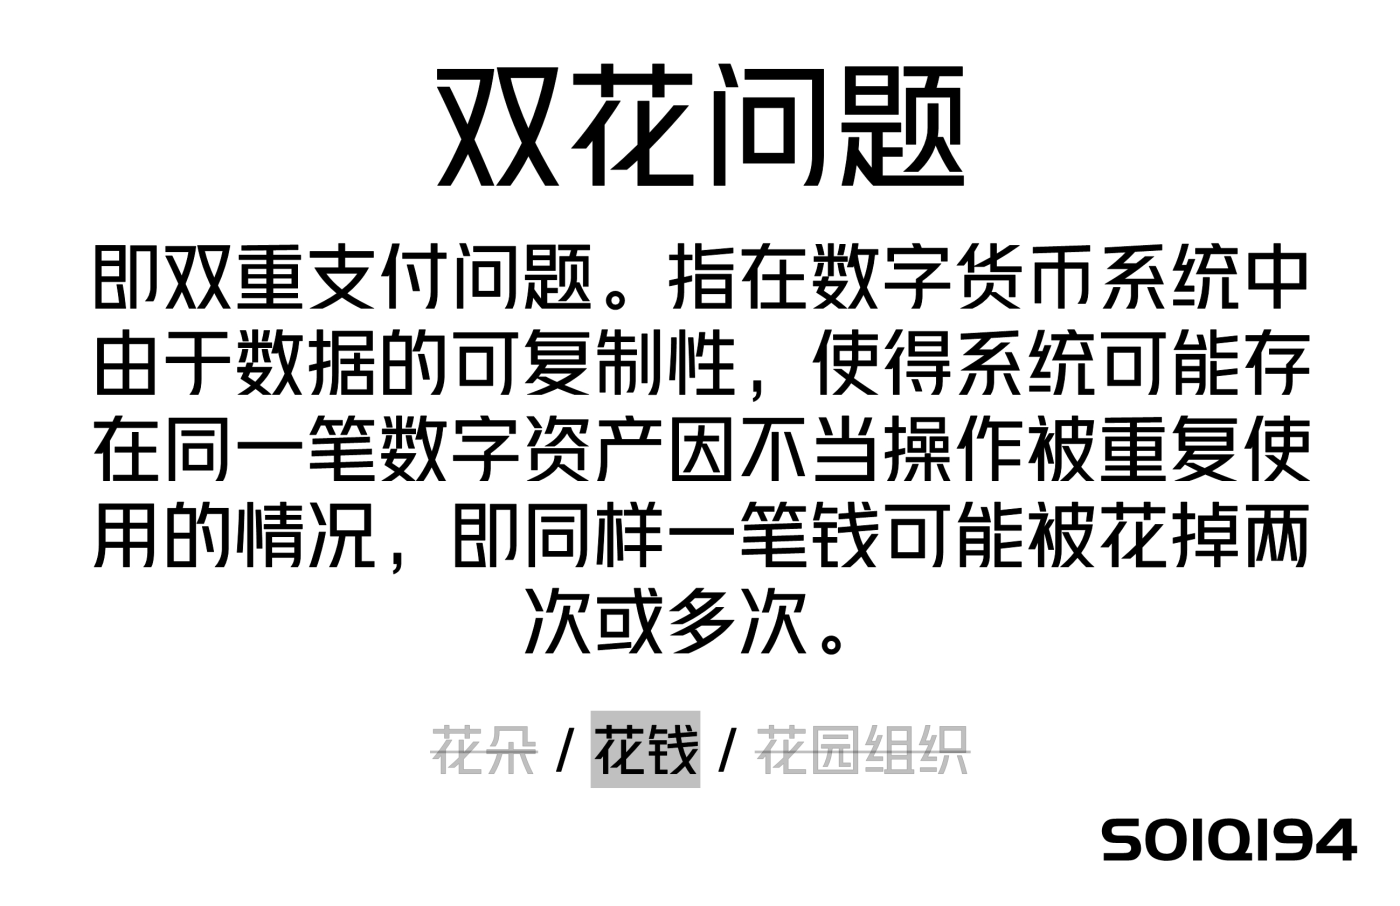 双花问题
即双重支付问题。指在数字货币系统中
由于数据的可复制性，使得系统可能存
在同一笔数字资产因不当操作被重复使
用的情况，即同样一笔钱可能被花掉两
次或多次。
花朵 / 花钱 / 花园组织
SO1Q194